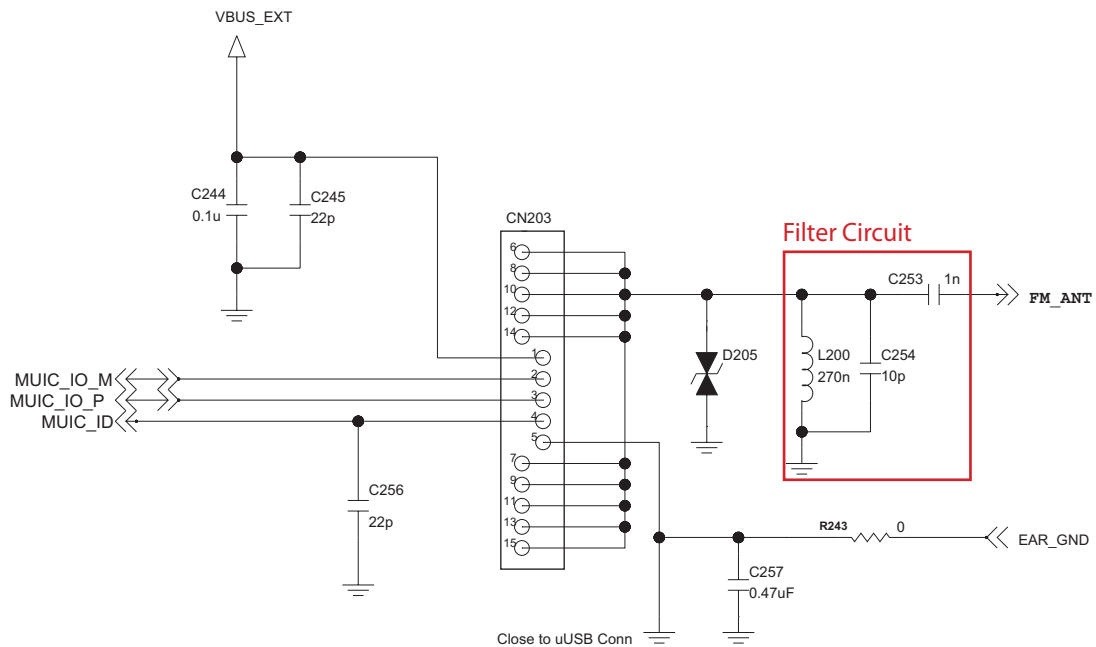 VBUS_EXT
C244
0.1u
C245
22p
CN203
6
8
10
12
14
1
2
3
4
5
7
9
11
13
15
Filter Circuit
C253
1n
FM_ANT
D205
L200
270n
C254
10p
MUIC_IO_M
MUIC_IO_P
MUIC_ID
C256
22p
R243
0
EAR_GND
C257
0.47uF
Close to uUSB Conn